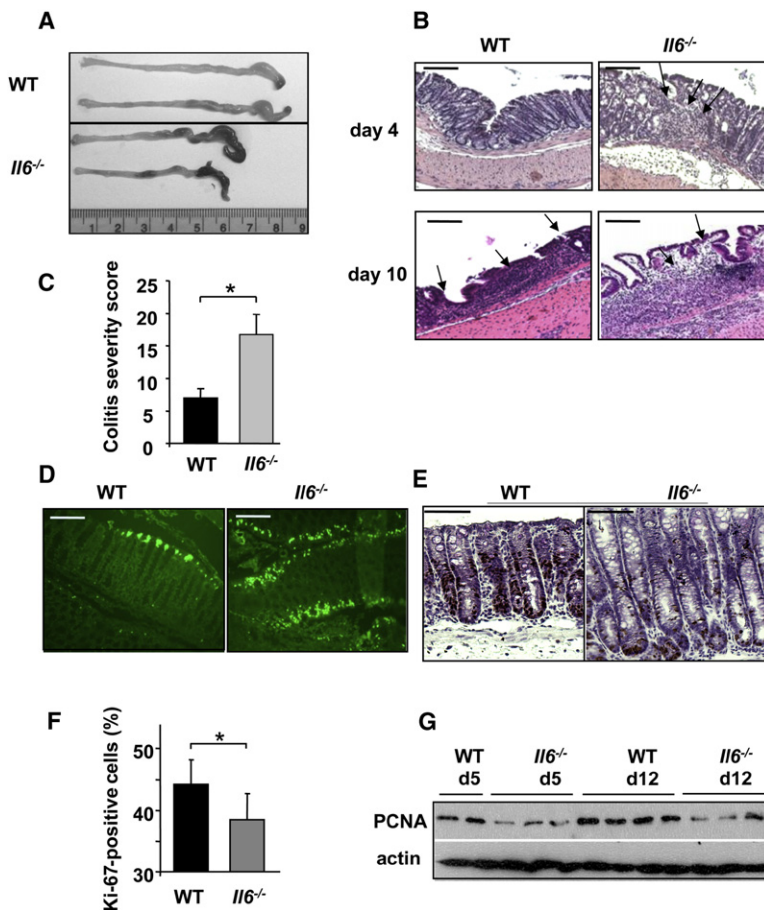 A
WT
Il6-/-
1 2 3 4 5 6 7 8 9
B
WT Il6-/-
day 4
day 10
C
Colitis severity score
25
20
15
10
5
0
*
WT Il6-/-
D
WT Il6-/-
E
WT Il6-/-
F
Ki-67-positive cells (%)
50
40
30
*
WT Il6-/-
G
WT Il6-/- WT Il6-/-
d5 d5 d12 d12
PCNA
actin